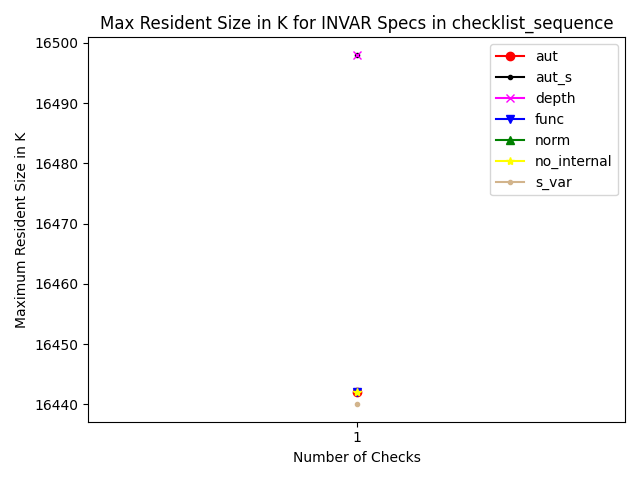 Max Resident Size in K for INVAR Specs in checklist_sequence
16500
16490
16480
16470
16460
16450
16440
Maximum Resident Size in K
aut
aut_s
depth
func
norm
no_internal
s_var
1
Number of Checks